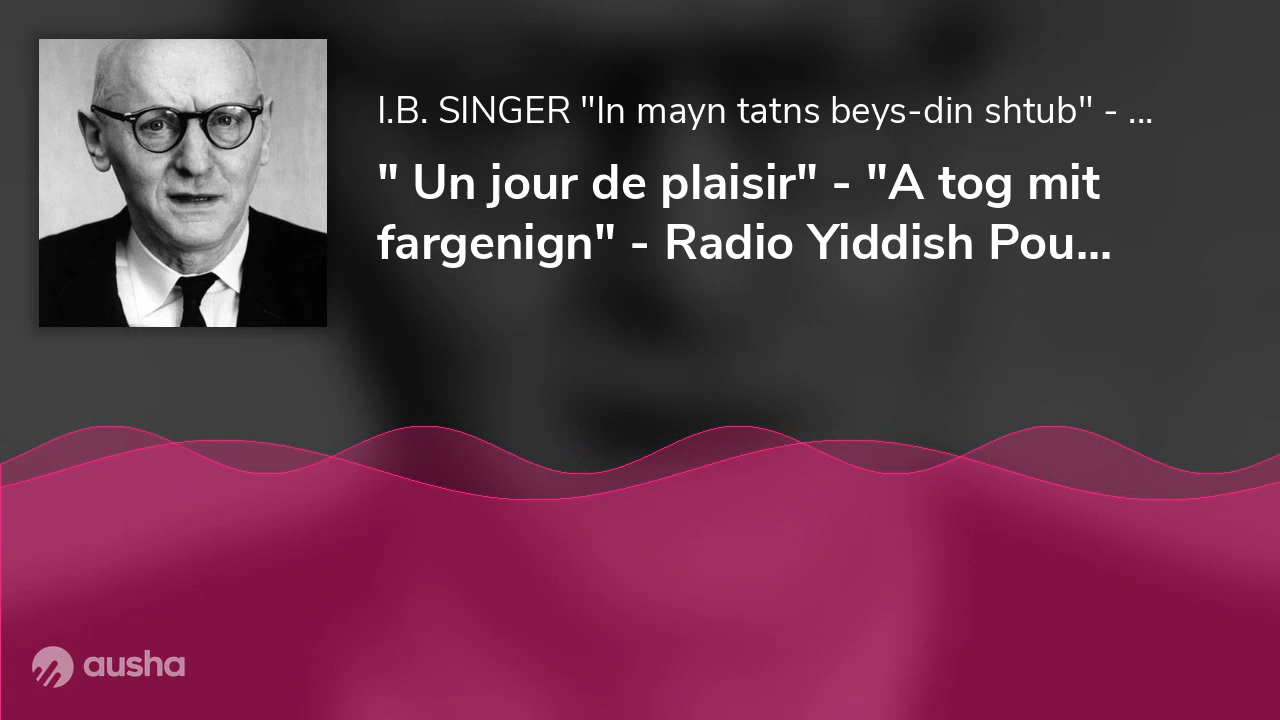 I.B. SINGER "In mayn tatns beys-din shtub" - ...
" Un jour de plaisir" - "A tog mit
fargenign" - Radio Yiddish Pou...
ausha